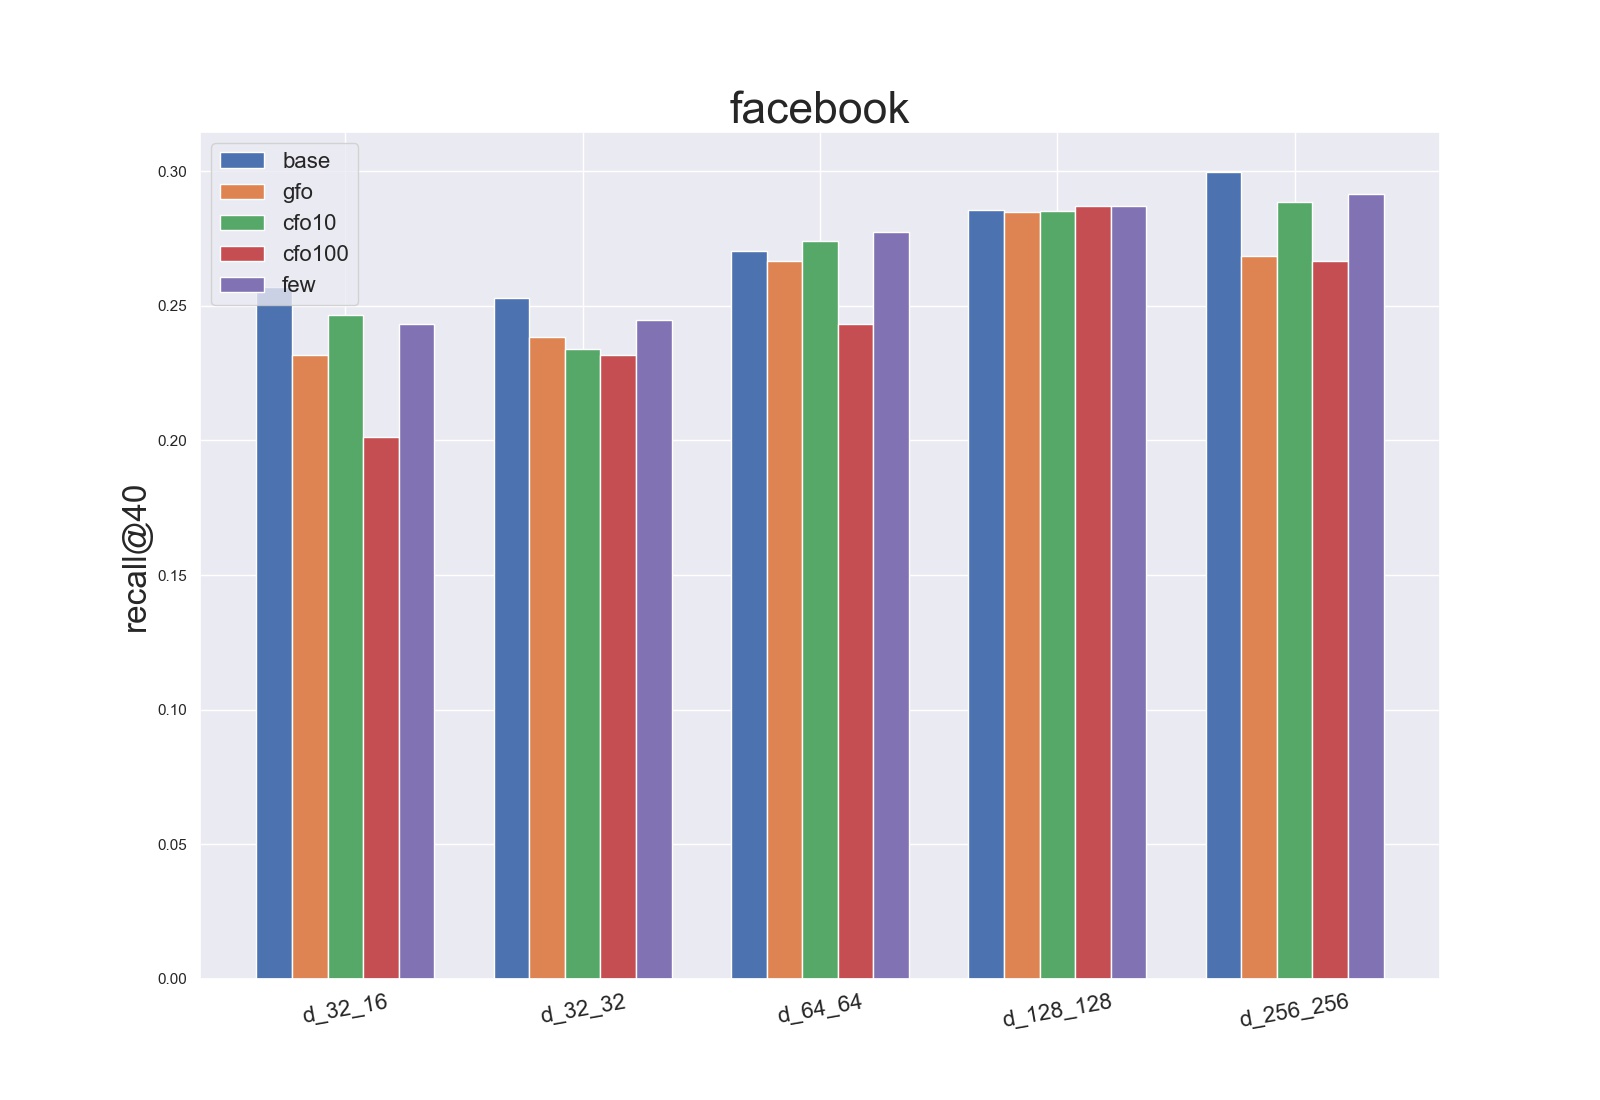 facebook
base
gfo
cfo10
cfo100
few
recall@40
0.30
0.25
0.20
0.15
0.10
0.05
0.00
d_32_16
d_32_32
d_64_64
d_128_128
d_256_256